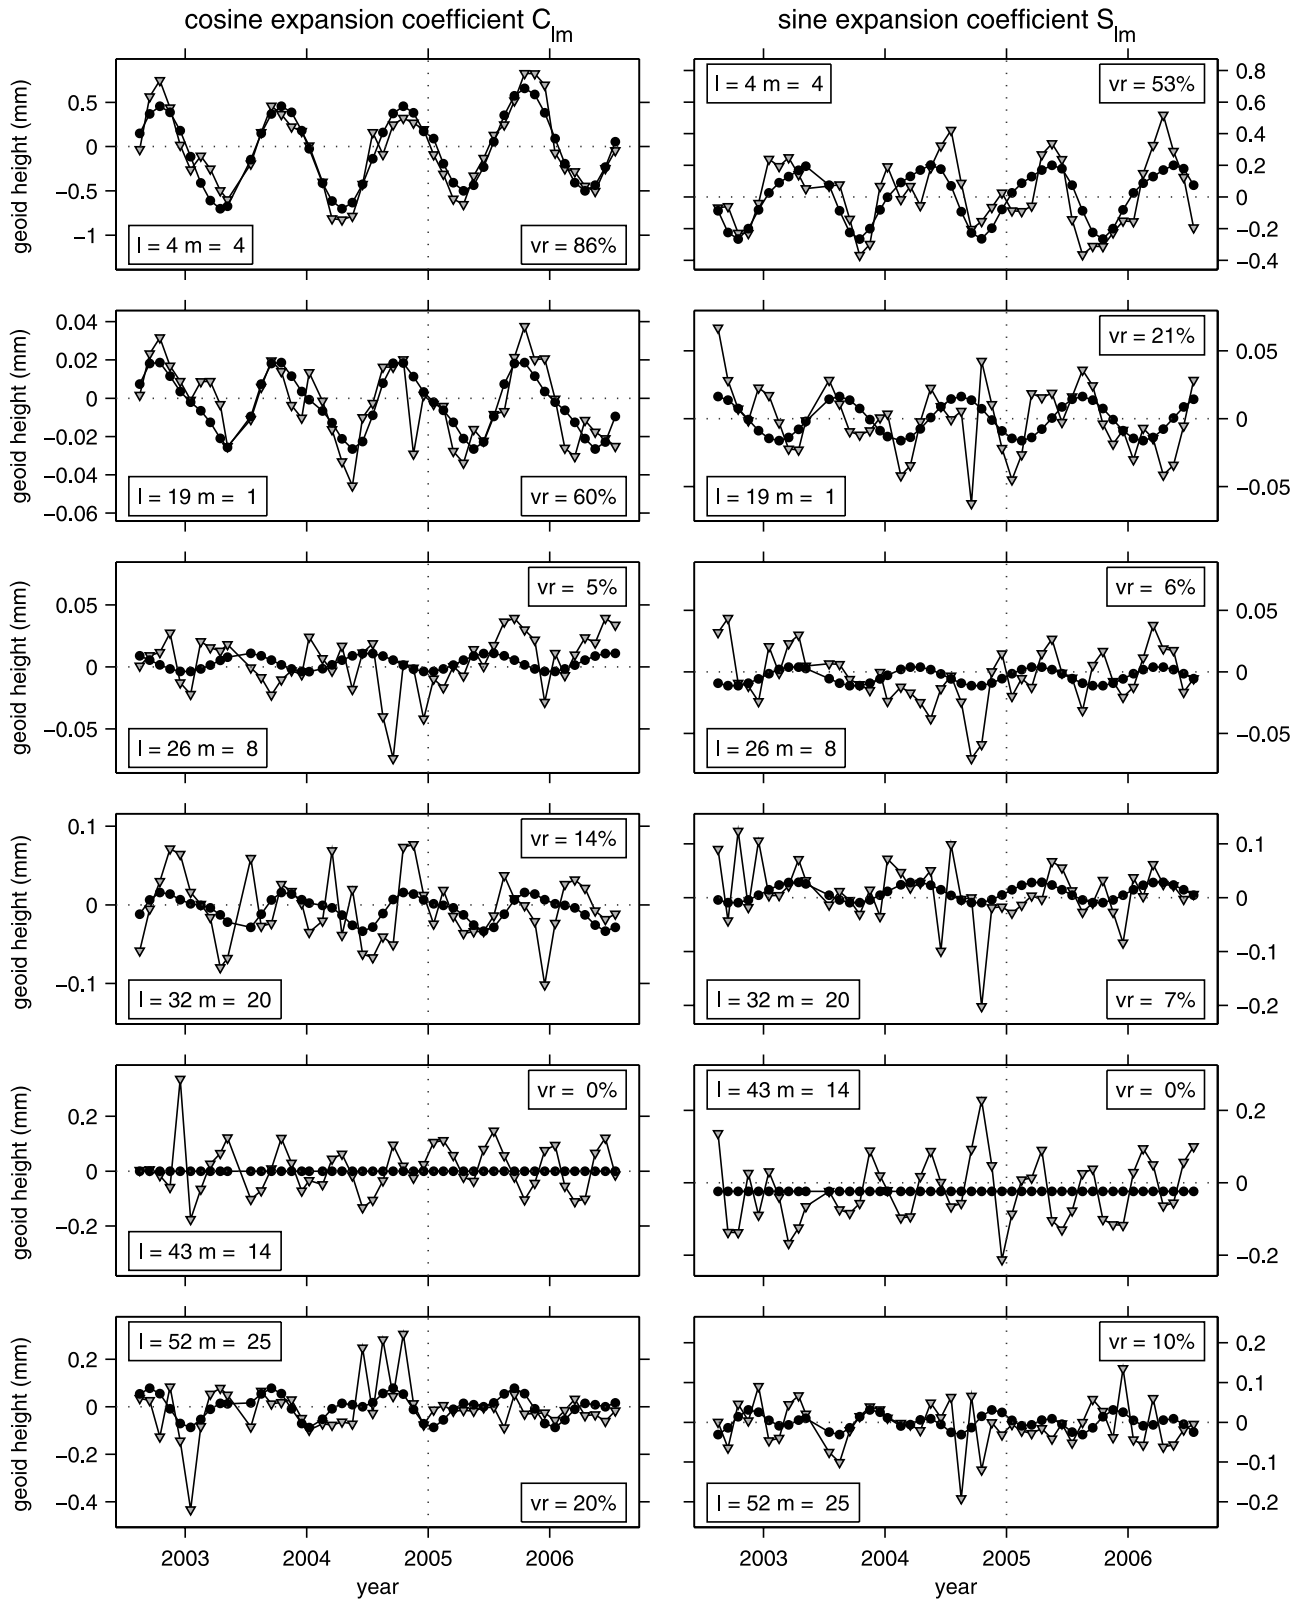 cosine expansion coefficient Clm
sine expansion coefficient Slm
geoid height (mm)
0.5
0
−0.5
−1
l = 4 m = 4
vr = 86%
l = 4 m = 4
vr = 53%
0.8
0.6
0.4
0.2
0
−0.2
−0.4
geoid height (mm)
0.04
0.02
0
−0.02
−0.04
−0.06
l = 19 m = 1
vr = 60%
vr = 21%
l = 19 m = 1
0.05
0
−0.05
geoid height (mm)
0.05
0
−0.05
vr = 5%
l = 26 m = 8
vr = 6%
l = 26 m = 8
0.05
0
−0.05
geoid height (mm)
0.1
0
−0.1
vr = 14%
l = 32 m = 20
l = 32 m = 20
vr = 7%
0.1
0
−0.1
−0.2
geoid height (mm)
0.2
0
−0.2
vr = 0%
l = 43 m = 14
l = 43 m = 14
vr = 0%
0.2
0
−0.2
geoid height (mm)
0.2
0
−0.2
−0.4
l = 52 m = 25
vr = 20%
vr = 10%
l = 52 m = 25
0.2
0.1
0
−0.1
−0.2
2003
2004
2005
2006
year
2003
2004
2005
2006
year